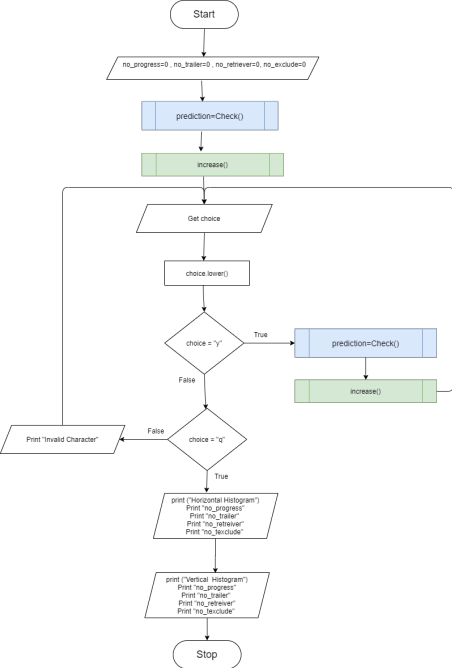 Start
no_progress=0 , no_trailer=0 , no_retriever=0, no_exclude=0
prediction=Check()
increase()
Get choice
choice.lower()
choice = "y"
True
prediction=Check()
increase()
False
choice = "q"
False
Print "Invalid Character"
True
print ("Horizontal Histogram")
Print "no_progress"
Print "no_trailer"
Print "no_retreiver"
Print "no_texclude"
print ("Vertical Histogram")
Print "no_progress"
Print "no_trailer"
Print "no_retreiver"
Print "no_texclude"
Stop